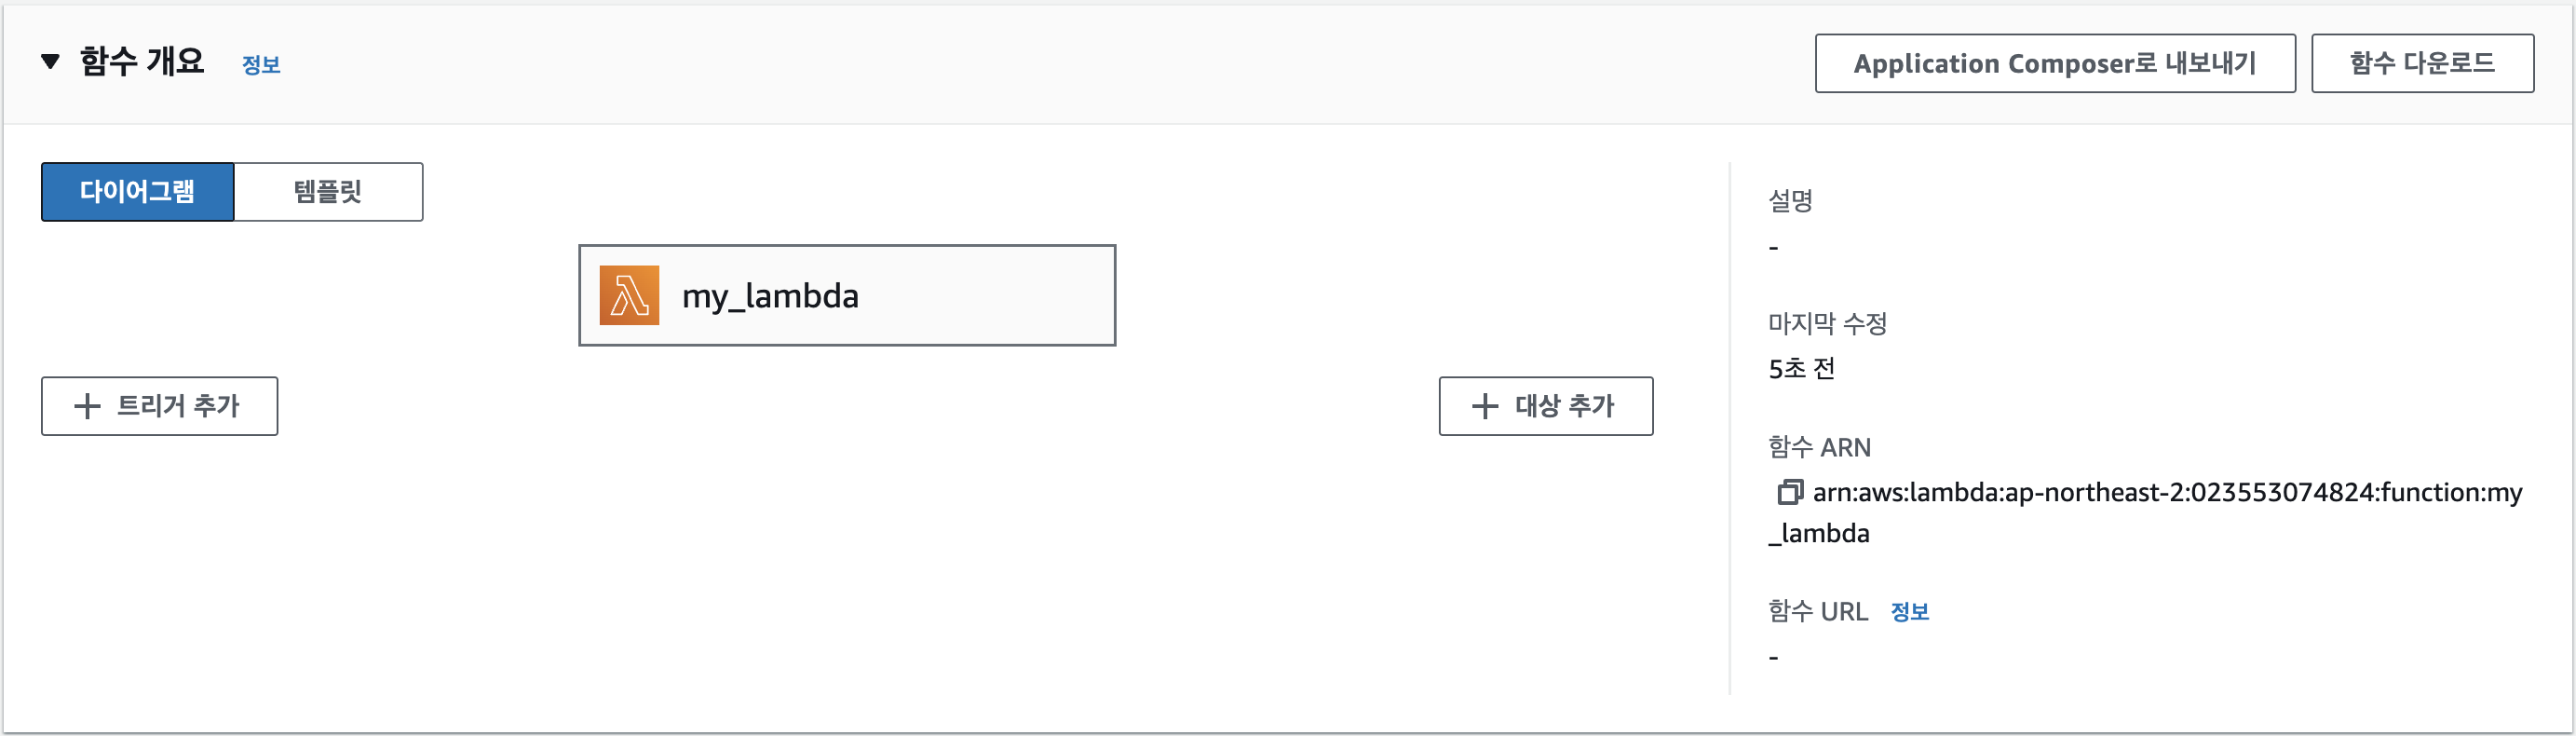 함수 개요 정보
Application Composer로 내보내기
함수 다운로드
다이어그램
템플릿
my_lambda
트리거 추가
대상 추가
설명
-
마지막 수정
5초 전
함수 ARN
arn:aws:lambda:ap-northeast-2:023553074824:function:my
_lambda
함수 URL 정보
-